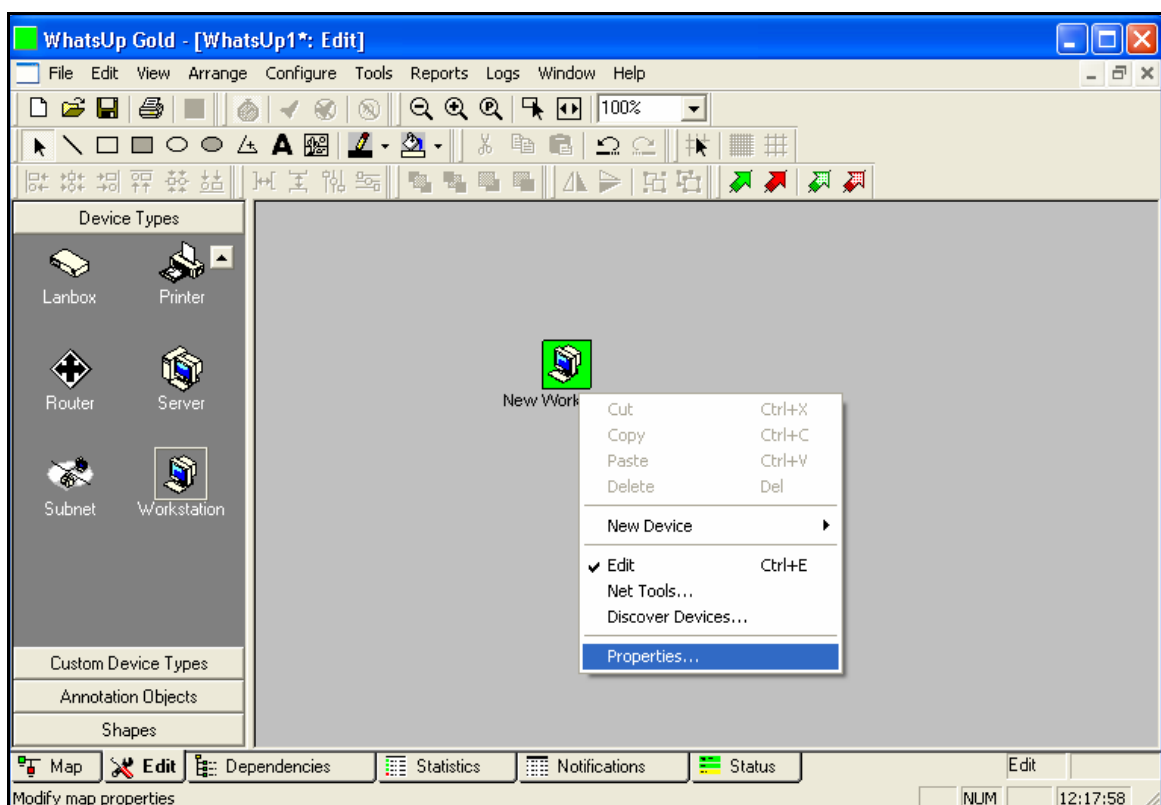 WhatsUp Gold - [WhatsUp1*: Edit]
File Edit View Arrange Configure Tools Reports Logs Window Help
100%
A
Device Types
Lanbox Printer
Router Server
Subnet Workstation
Custom Device Types
Annotation Objects
Shapes
New Work
Cut Ctrl+X
Copy Ctrl+C
Paste Ctrl+V
Delete Del
New Device
Edit Ctrl+E
Net Tools...
Discover Devices...
Properties...
Map Edit Dependencies Statistics Notifications Status Edit
Modify map properties NUM 12:17:58